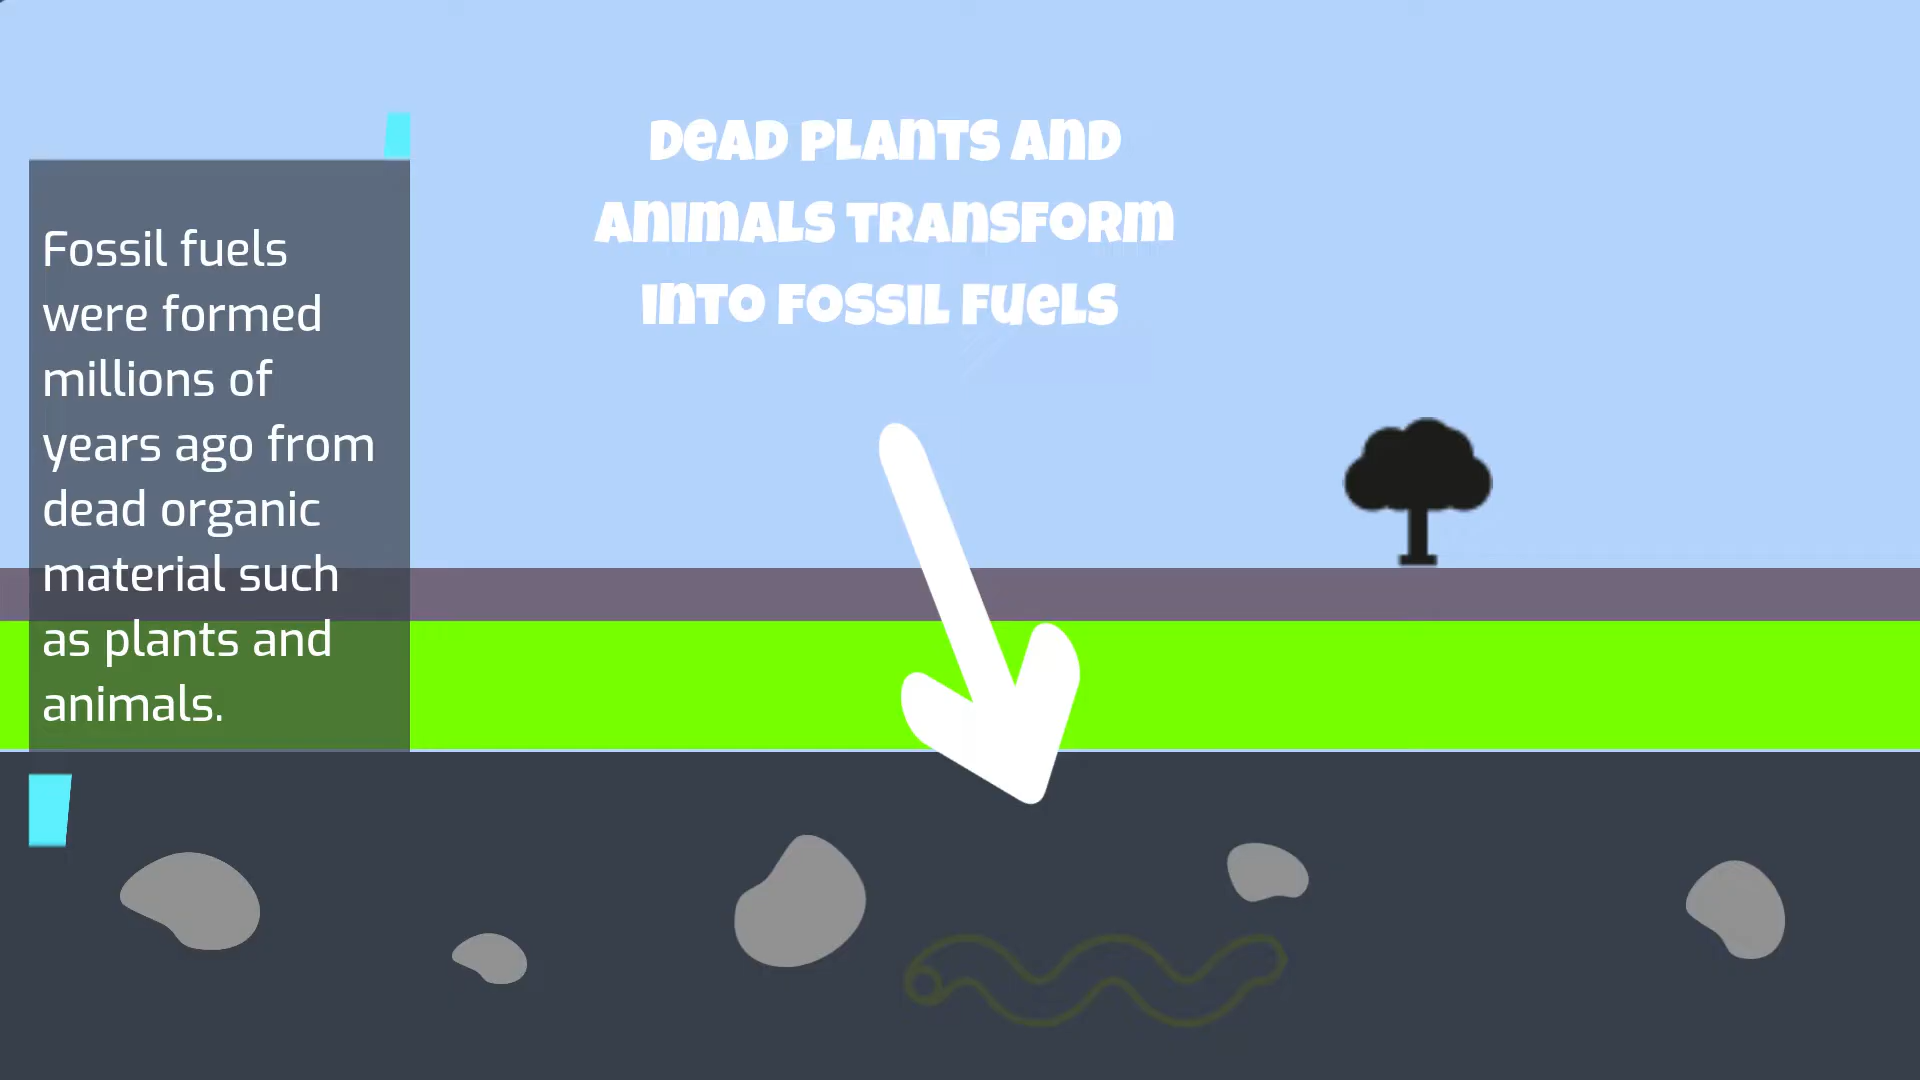 Fossil fuels
were formed
millions of
years ago from
dead organic
material such
as plants and
animals.
DEAD PLANTS AND
ANIMALS TRANSFORM
INTO FOSSIL FUELS